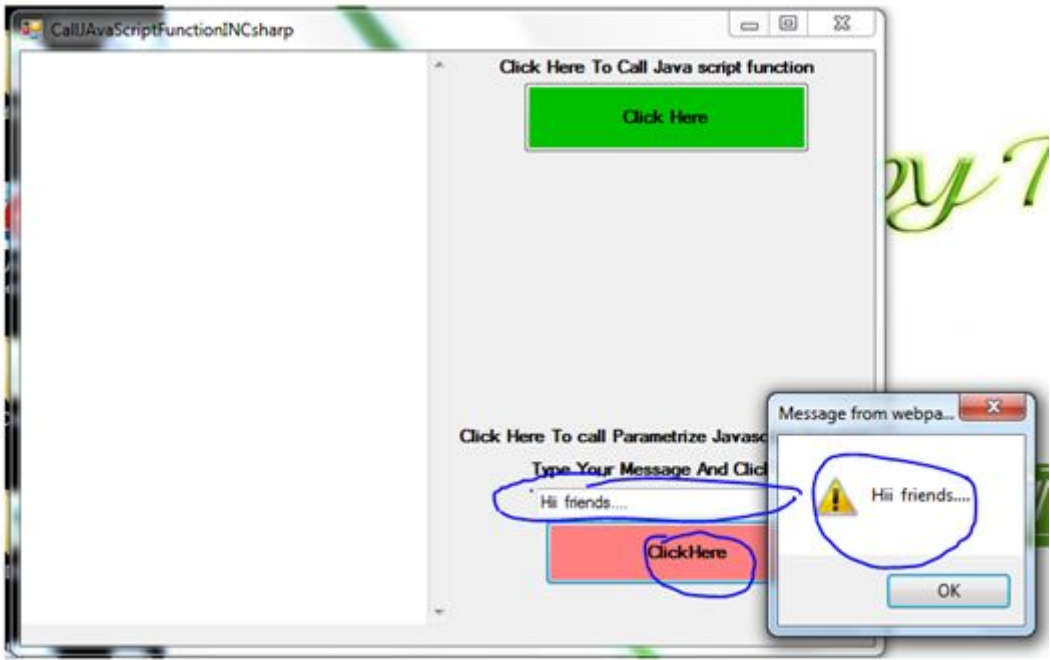 CallJAvaScriptFunctionINCsharp
Click Here To Call Java script function
Click Here
Click Here To call Parametrize
Type Your Message And Click
Hii friends....
ClickHere
Message from webpa...
Hii friends....
OK